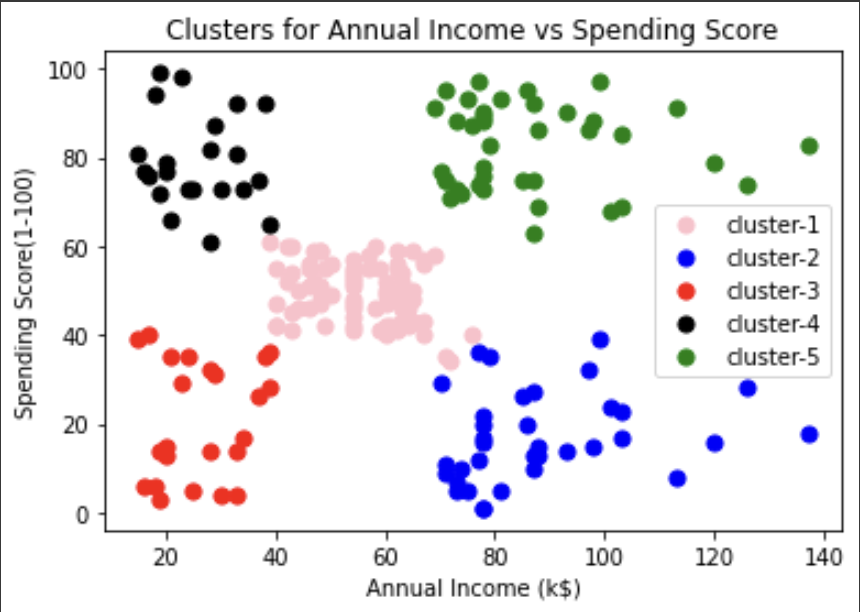 Clusters for Annual Income vs Spending Score
100
80
60
40
20
0
Spending Score(1-100)
cluster-1
cluster-2
cluster-3
cluster-4
cluster-5
20 40 60 80 100 120 140
Annual Income (k$)